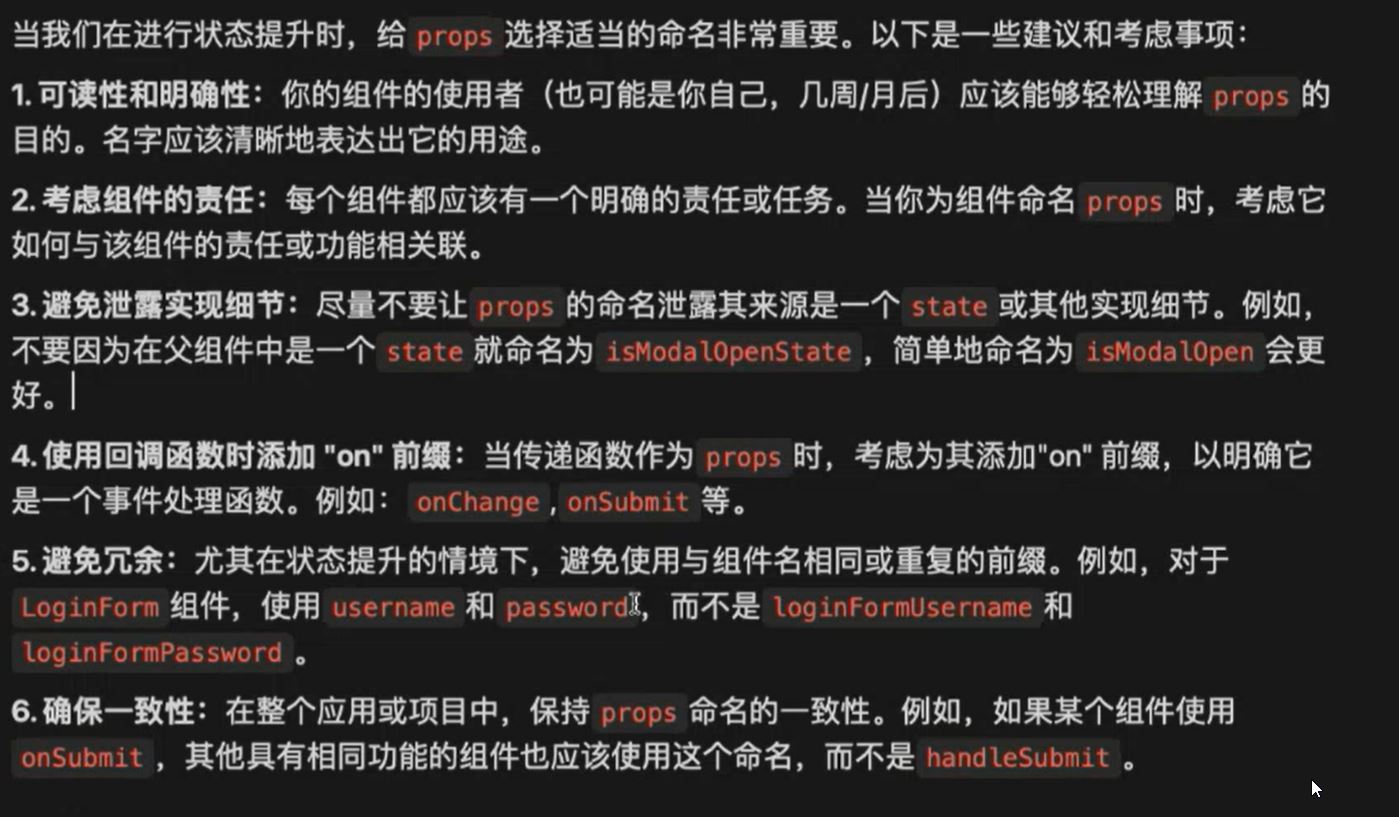 当我们在进行状态提升时，给 props 选择适当的命名非常重要。以下是一些建议和考虑事项：
1. 可读性和明确性：你的组件的使用者（也可能是你自己，几周/月后）应该能够轻松理解 props 的
目的。名字应该清晰地表达出它的用途。
2. 考虑组件的责任：每个组件都应该有一个明确的责任或任务。当你为组件命名 props 时，考虑它
如何与该组件的责任或功能相关联。
3. 避免泄露实现细节：尽量不要让 props 的命名泄露其来源是一个 state 或其他实现细节。例如，
不要因为在父组件中是一个 state 就命名为 isModalOpenState ，简单地命名为 isModalOpen 会更
好。
4. 使用回调函数时添加 "on" 前缀：当传递函数作为 props 时，考虑为其添加"on" 前缀，以明确它
是一个事件处理函数。例如： onChange , onSubmit 等。
5. 避免冗余：尤其在状态提升的情境下，避免使用与组件名相同或重复的前缀。例如，对于
LoginForm 组件，使用 username 和 password ，而不是 loginFormUsername 和
loginFormPassword 。
6. 确保一致性：在整个应用或项目中，保持 props 命名的一致性。例如，如果某个组件使用
onSubmit ，其他具有相同功能的组件也应该使用这个命名，而不是 handleSubmit 。